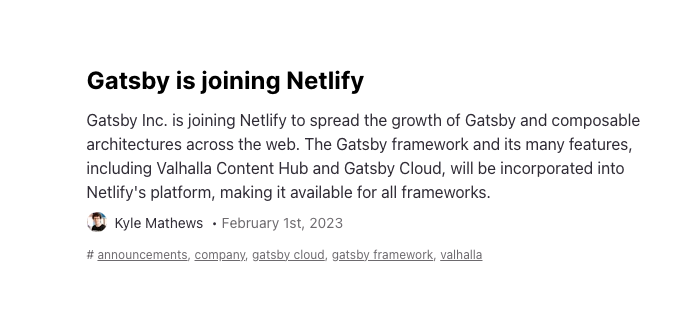 Gatsby is joining Netlify
Gatsby Inc. is joining Netlify to spread the growth of Gatsby and composable
architectures across the web. The Gatsby framework and its many features,
including Valhalla Content Hub and Gatsby Cloud, will be incorporated into
Netlify's platform, making it available for all frameworks.
Kyle Mathews • February 1st, 2023
# announcements, company, gatsby cloud, gatsby framework, valhalla